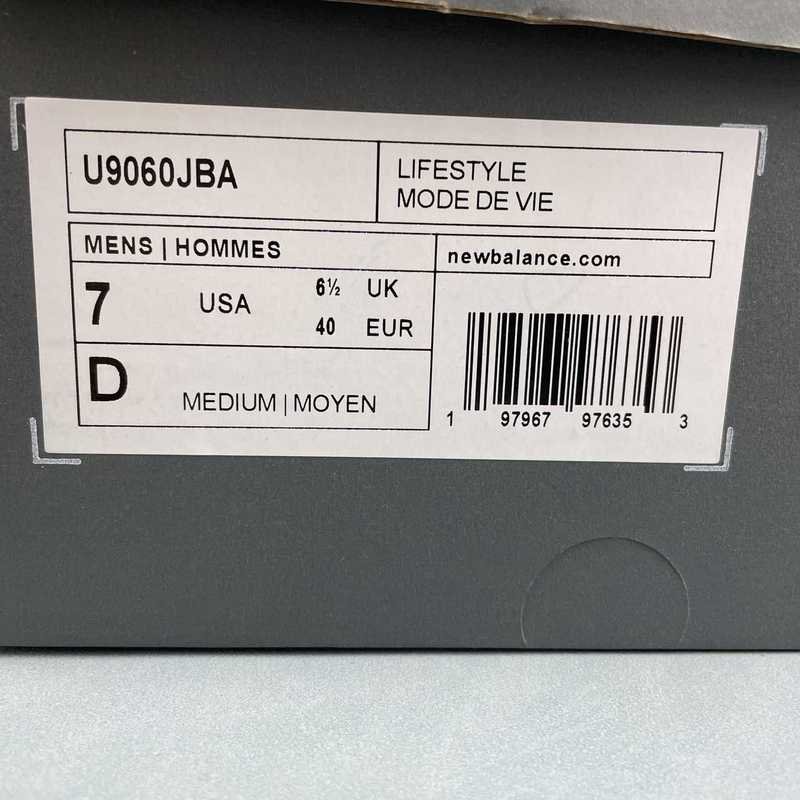 U9060JBA
LIFESTYLE
MODE DE VIE
MENS | HOMMES
newbalance.com
7 USA 6½ UK
40 EUR
D MEDIUM | MOYEN
1 97967 97635 3